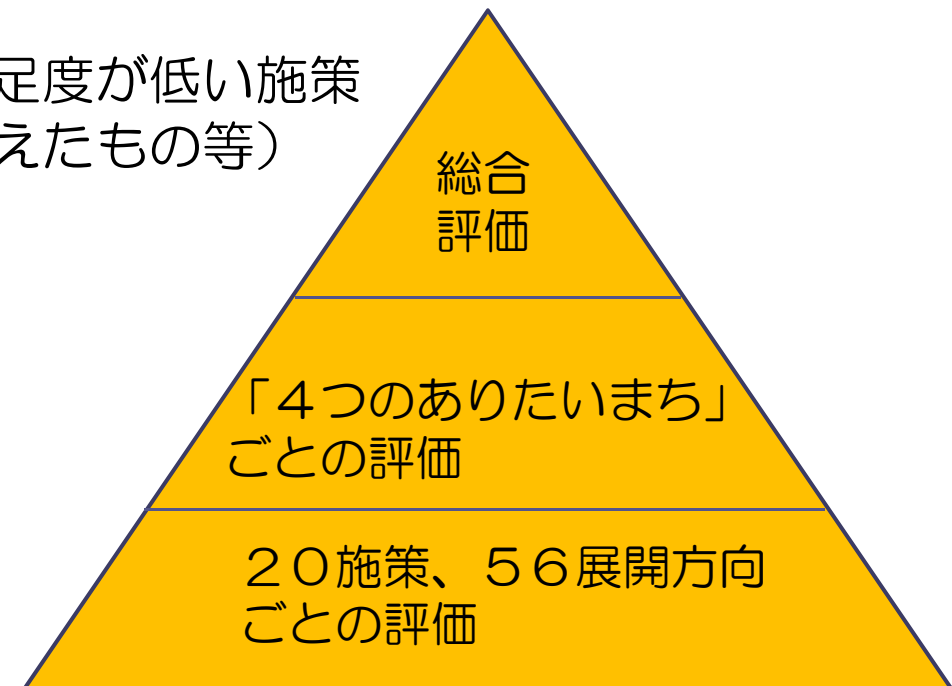 足度が低い施策
えたもの等）
総合
評価
「４つのありたいまち」
ごとの評価
２０施策、５６展開方向
ごとの評価